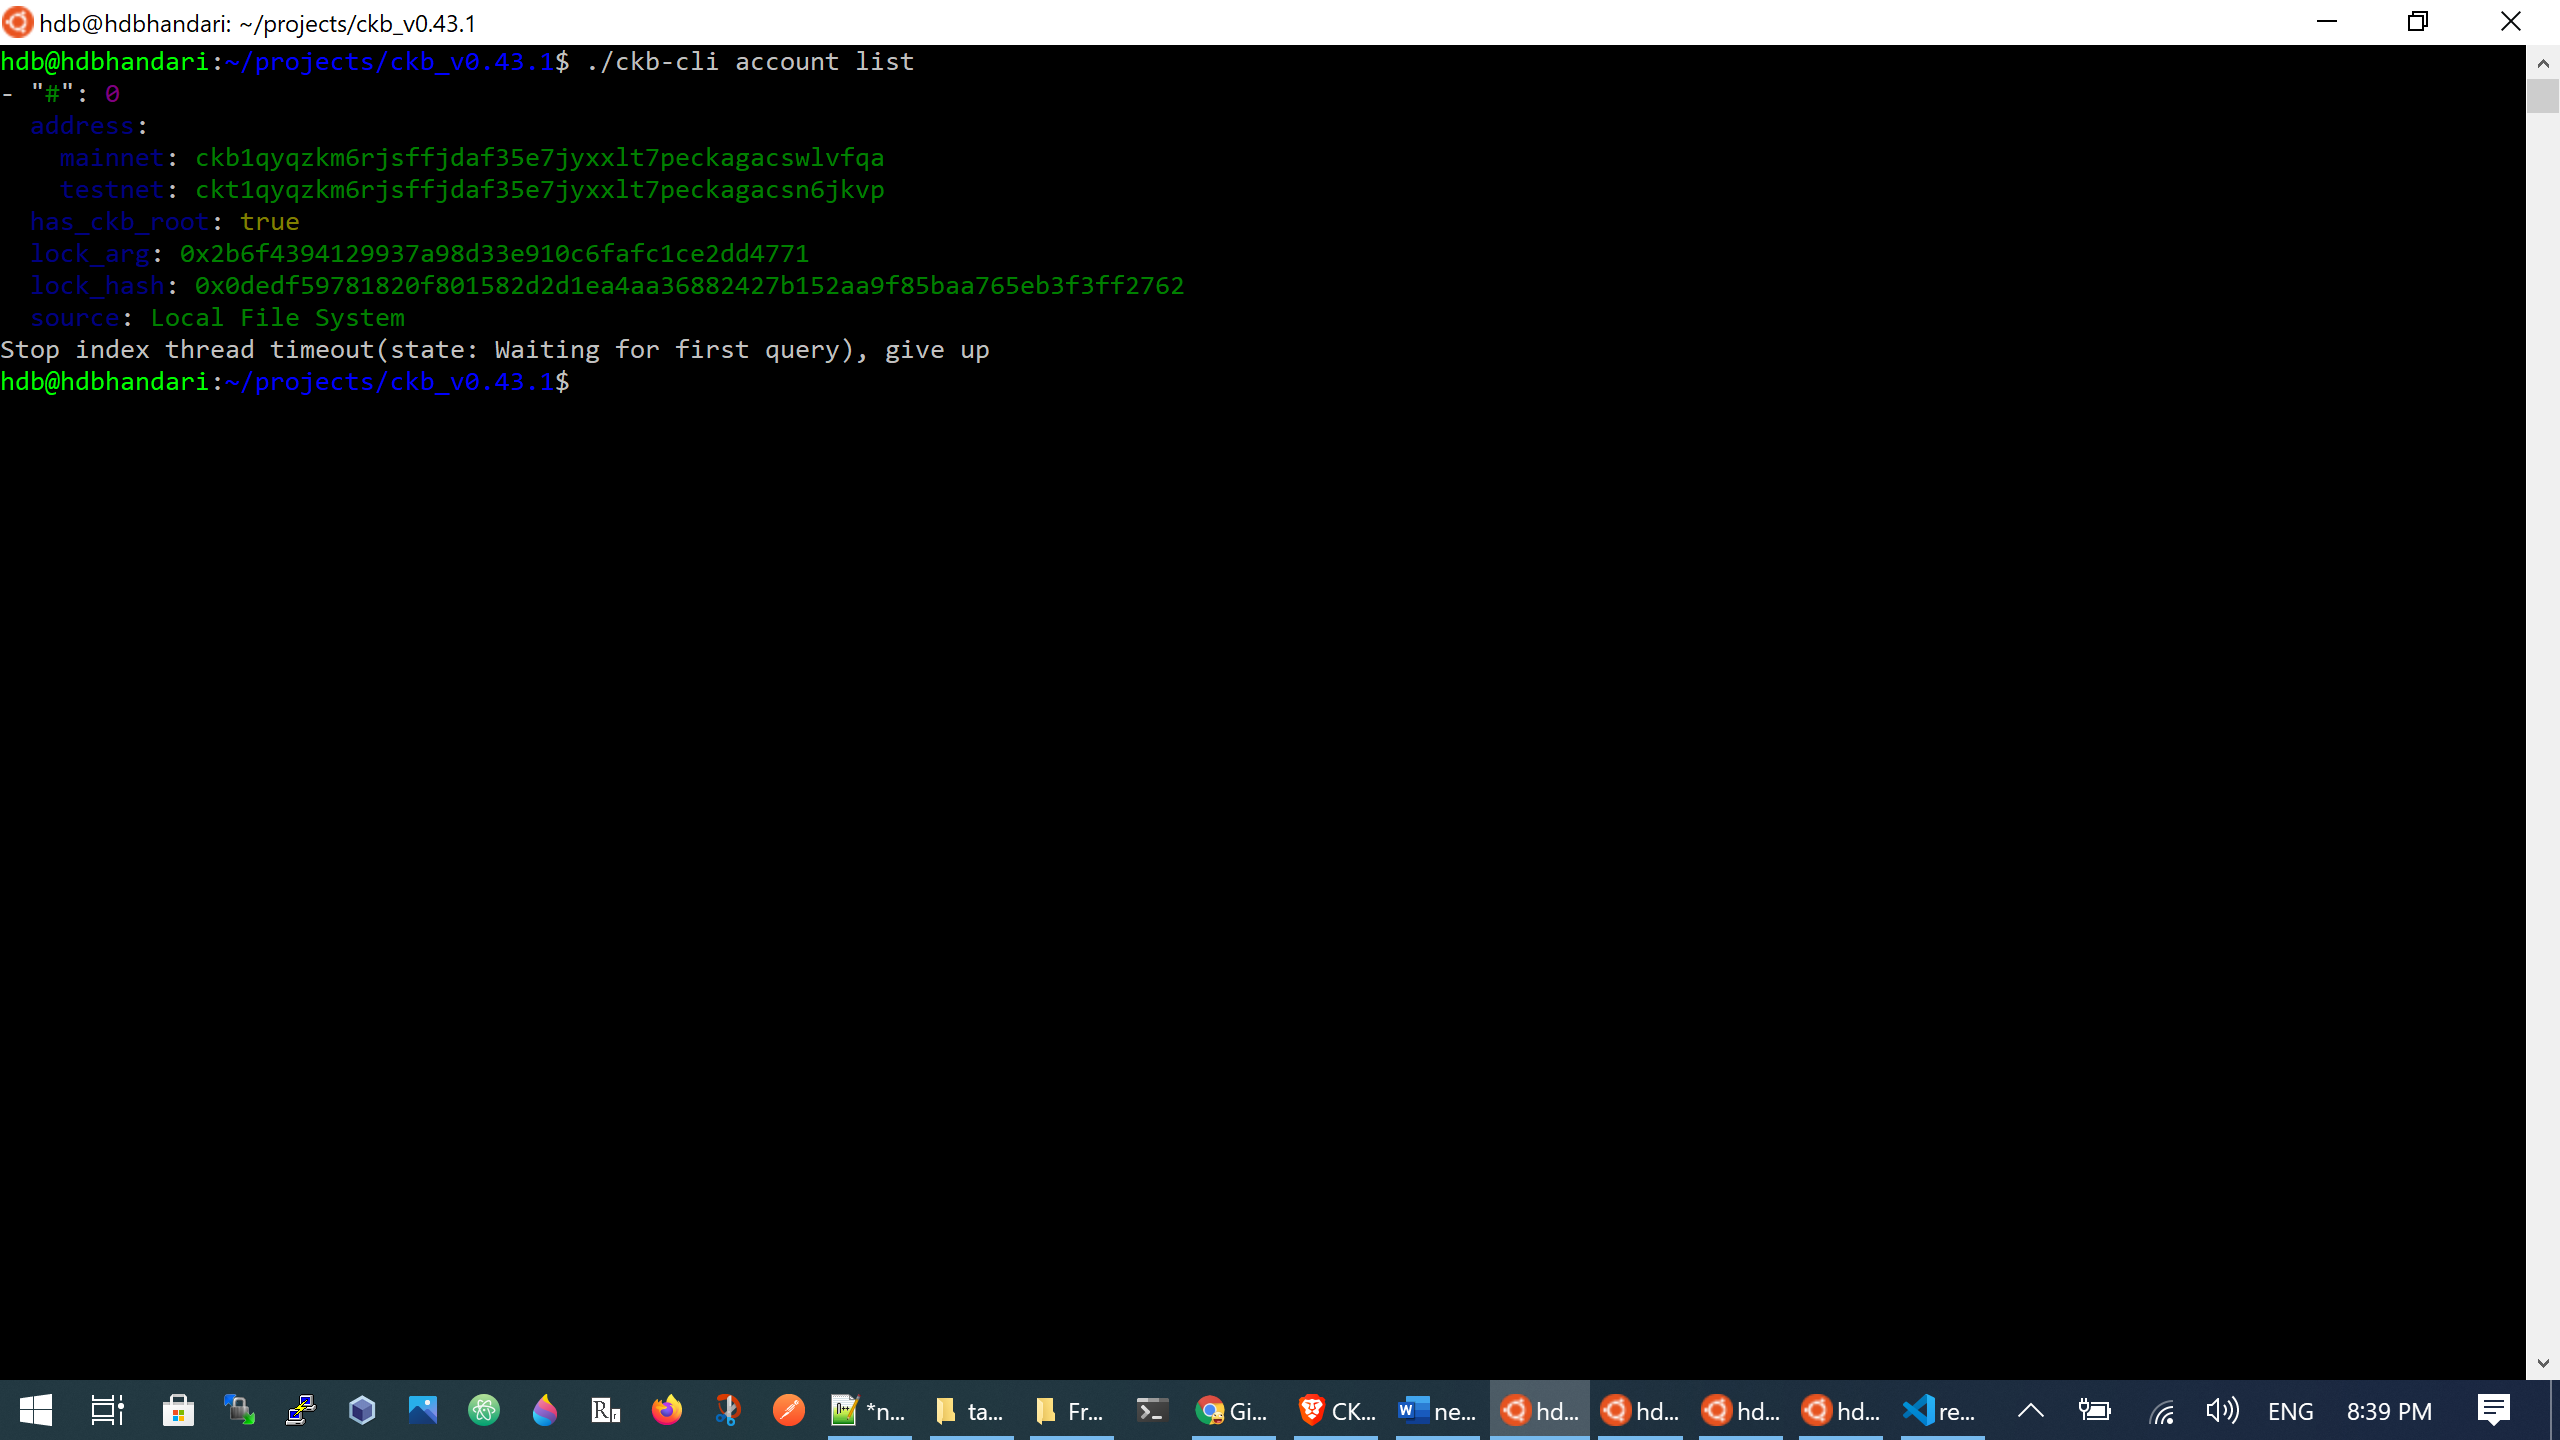 hdb@hdbhandari: ~/projects/ckb_v0.43.1
hdb@hdbhandari:~/projects/ckb_v0.43.1$ ./ckb-cli account list
- "#": 0
  address:
    mainnet: ckb1qyqzkm6rjsffjdaf35e7jyxxlt7peckagacswlvfqa
    testnet: ckt1qyqzkm6rjsffjdaf35e7jyxxlt7peckagacsn6jkvp
  has_ckb_root: true
  lock_arg: 0x2b6f4394129937a98d33e910c6fafc1ce2dd4771
  lock_hash: 0x0dedf59781820f801582d2d1ea4aa36882427b152aa9f85baa765eb3f3ff2762
  source: Local File System
Stop index thread timeout(state: Waiting for first query), give up
hdb@hdbhandari:~/projects/ckb_v0.43.1$
*n... ta... Fr... Gi... CK... ne... hd... hd... hd... hd... re... ENG 8:39 PM